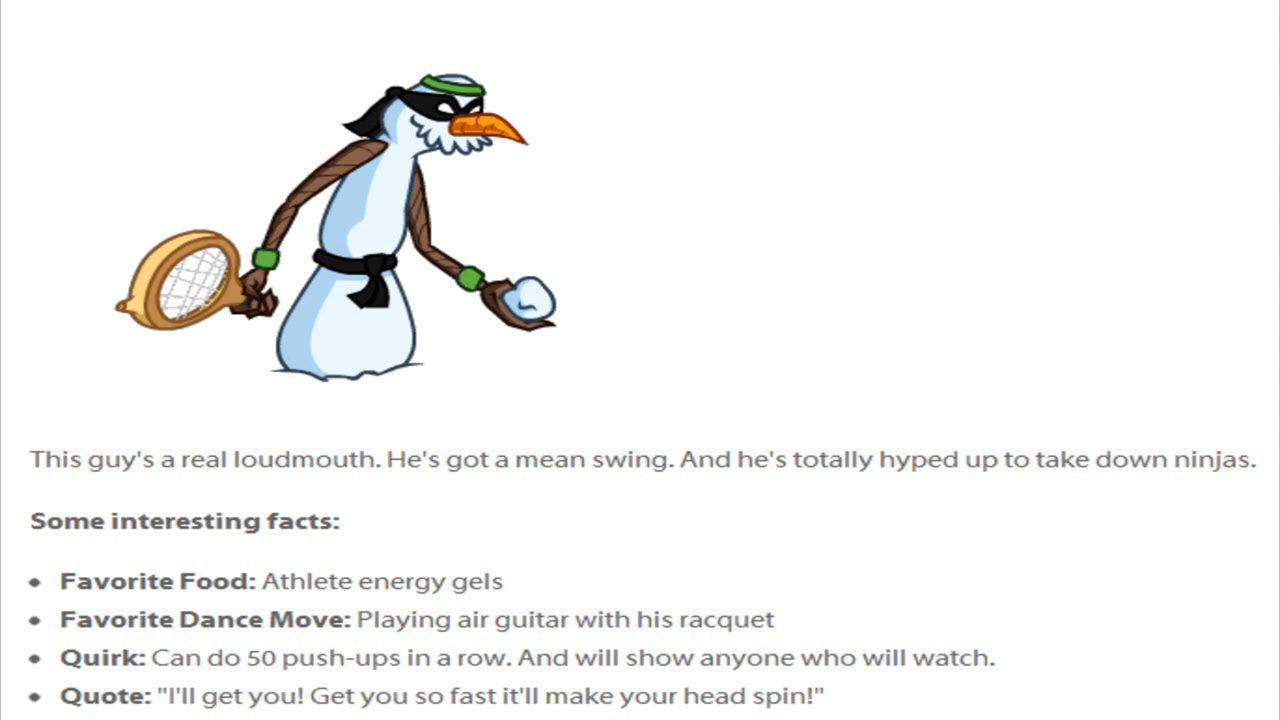 This guy's a real loudmouth. He's got a mean swing. And he's totally hyped up to take down ninjas.
Some interesting facts:
• Favorite Food: Athlete energy gels
• Favorite Dance Move: Playing air guitar with his racquet
• Quirk: Can do 50 push-ups in a row. And will show anyone who will watch.
• Quote: "I'll get you! Get you so fast it'll make your head spin!"